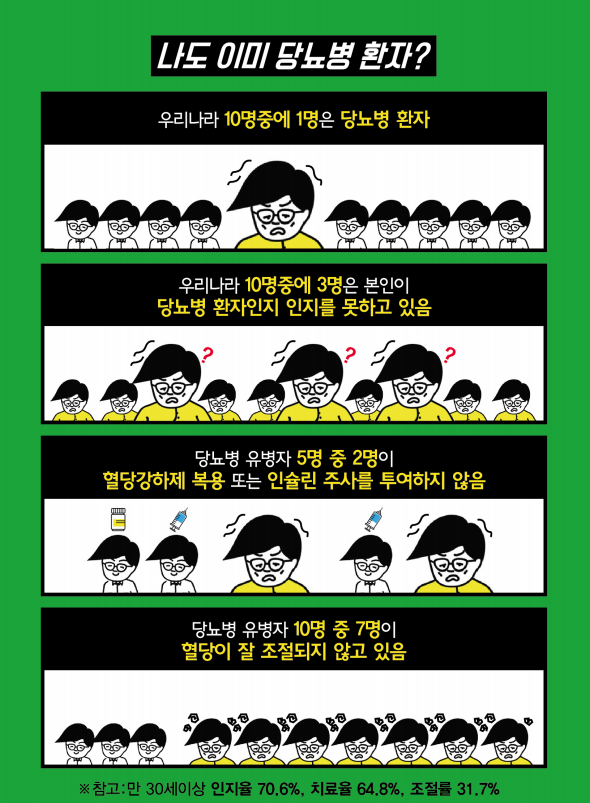 나도 이미 당뇨병 환자?
우리나라 10명중에 1명은 당뇨병 환자
우리나라 10명중에 3명은 본인이
당뇨병 환자인지 인지를 못하고 있음
? ? ?
당뇨병 유병자 5명 중 2명이
혈당강하제 복용 또는 인슐린 주사를 투여하지 않음
당뇨병 유병자 10명 중 7명이
혈당이 잘 조절되지 않고 있음
※참고:만 30세이상 인지율 70.6%, 치료율 64.8%, 조절률 31.7%